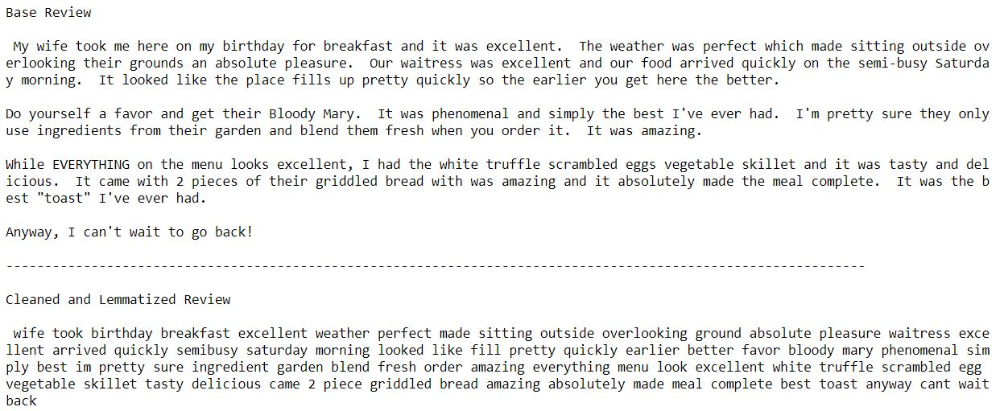 Base Review
My wife took me here on my birthday for breakfast and it was excellent.  The weather was perfect which made sitting outside ov
erlooking their grounds an absolute pleasure.  Our waitress was excellent and our food arrived quickly on the semi-busy Saturda
y morning.  It looked like the place fills up pretty quickly so the earlier you get here the better.
Do yourself a favor and get their Bloody Mary.  It was phenomenal and simply the best I've ever had.  I'm pretty sure they only
use ingredients from their garden and blend them fresh when you order it.  It was amazing.
While EVERYTHING on the menu looks excellent, I had the white truffle scrambled eggs vegetable skillet and it was tasty and del
icious.  It came with 2 pieces of their griddled bread with was amazing and it absolutely made the meal complete.  It was the b
est "toast" I've ever had.
Anyway, I can't wait to go back!
---------------------------------------------------------------------------------------------------------------
Cleaned and Lemmatized Review
wife took birthday breakfast excellent weather perfect made sitting outside overlooking ground absolute pleasure waitress exce
llent arrived quickly semibusy saturday morning looked like fill pretty quickly earlier better favor bloody mary phenomenal sim
ply best im pretty sure ingredient garden blend fresh order amazing everything menu look excellent white truffle scrambled egg
vegetable skillet tasty delicious came 2 piece griddled bread amazing absolutely made meal complete best toast anyway cant wait
back